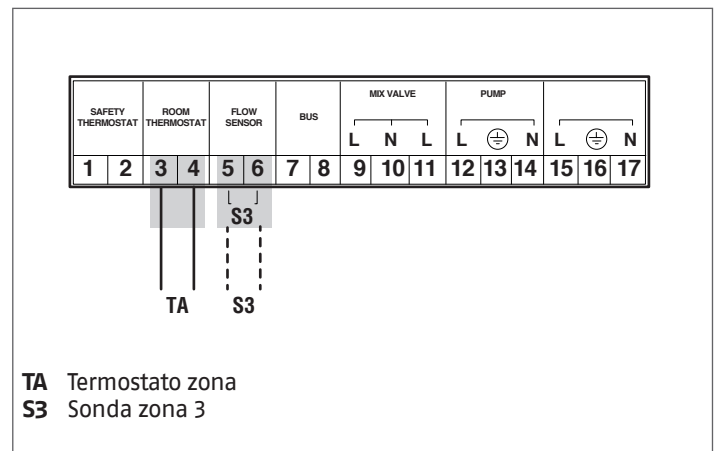 SAFETY THERMOSTAT ROOM THERMOSTAT FLOW SENSOR BUS MIX VALVE PUMP
L N L L N L N
1 2 3 4 5 6 7 8 9 10 11 12 13 14 15 16 17
S3
TA S3
TA Termostato zona
S3 Sonda zona 3